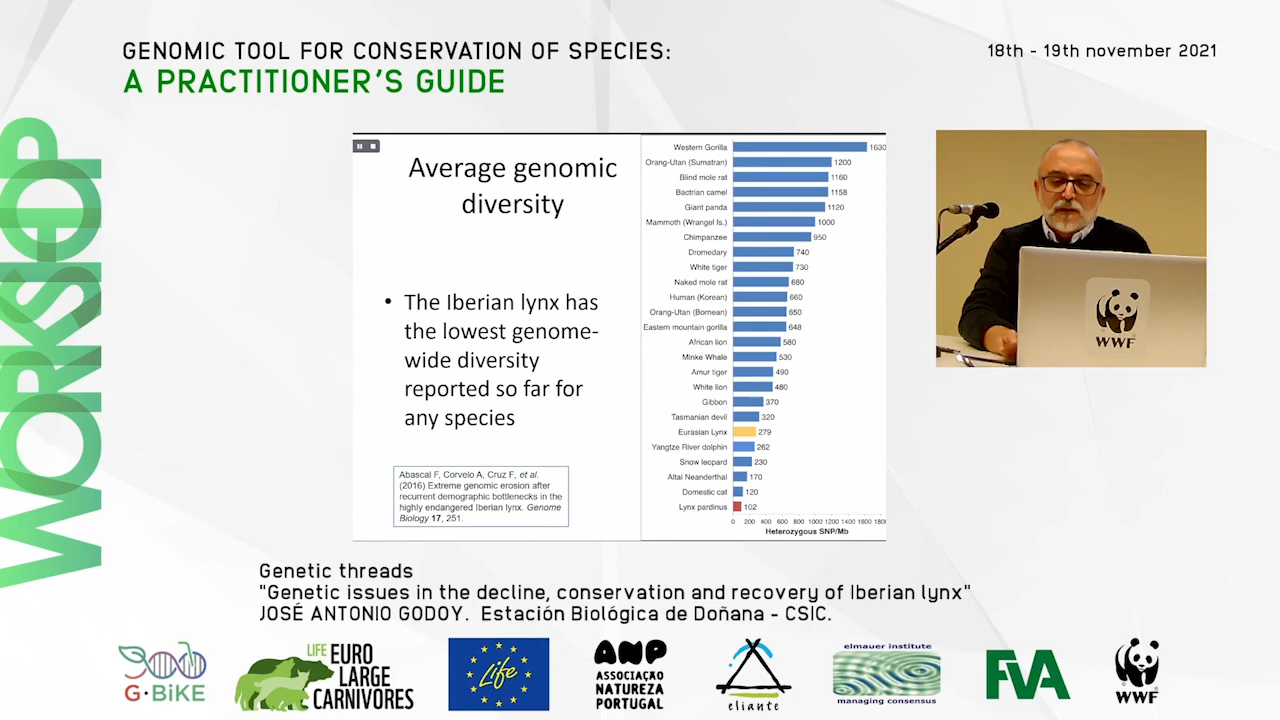 GENOMIC TOOL FOR CONSERVATION OF SPECIES:
A PRACTITIONER'S GUIDE
18th - 19th november 2021
WORKSHOP
Average genomic
diversity
• The Iberian lynx has
the lowest genome-
wide diversity
reported so far for
any species
Abascal F, Corvelo A, Cruz F, et al.
(2016) Extreme genomic erosion after
recurrent demographic bottlenecks in the
highly endangered Iberian lynx. Genome
Biology 17, 251.
Western Gorilla 1630
Orang-Utan (Sumatran) 1200
Blind mole rat 1160
Bactrian camel 1158
Giant panda 1120
Mammoth (Wrangel Is.) 1000
Chimpanzee 950
Dromedary 740
White tiger 730
Naked mole rat 680
Human (Korean) 660
Orang-Utan (Bornean) 650
Eastern mountain gorilla 648
African lion 580
Minke Whale 530
Amur tiger 490
White lion 480
Gibbon 370
Tasmanian devil 320
Eurasian Lynx 279
Yangtze River dolphin 262
Snow leopard 230
Altai Neanderthal 170
Domestic cat 120
Lynx pardinus 102
0 200 400 600 800 1000 1200 1400 1600 1800
Heterozygous SNP/Mb
WWF
Genetic threads
"Genetic issues in the decline, conservation and recovery of Iberian lynx"
JOSÉ ANTONIO GODOY. Estación Biológica de Doñana - CSIC.
G·BiKE
LIFE EURO
LARGE
CARNIVORES
Life
ANP
ASSOCIAÇÃO
NATUREZA
PORTUGAL
eliante
elmauer institute
managing consensus
FVA
WWF